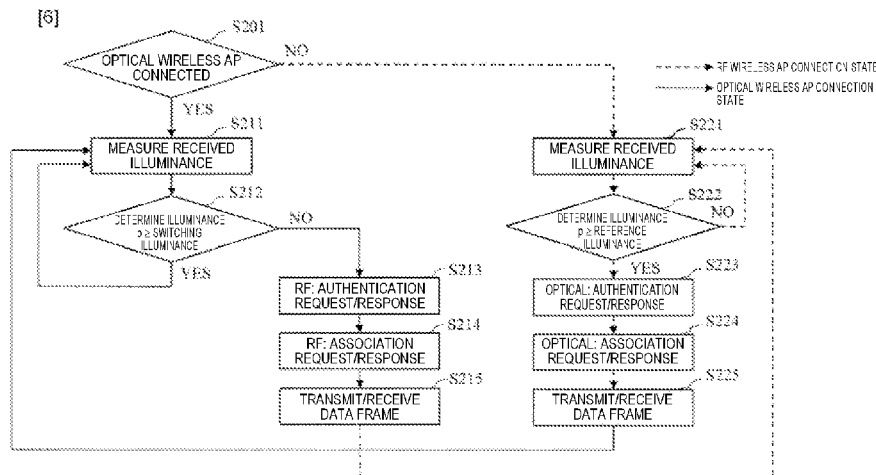 [6]
S201
OPTICAL WIRELESS AP
CONNECTED
NO
YES
RF WIRELESS AP CONNECTION STATE
OPTICAL WIRELESS AP CONNECTION
STATE
S211
MEASURE RECEIVED
ILLUMINANCE
S221
MEASURE RECEIVED
ILLUMINANCE
S212
DETERMINE ILLUMINANCE
p ≥ SWITCHING
ILLUMINANCE
NO
YES
S222
DETERMINE ILLUMINANCE
p ≥ REFERENCE
ILLUMINANCE
NO
YES
S213
RF: AUTHENTICATION
REQUEST/RESPONSE
S223
OPTICAL: AUTHENTICATION
REQUEST/RESPONSE
S214
RF: ASSOCIATION
REQUEST/RESPONSE
S224
OPTICAL: ASSOCIATION
REQUEST/RESPONSE
S215
TRANSMIT/RECEIVE
DATA FRAME
S225
TRANSMIT/RECEIVE
DATA FRAME